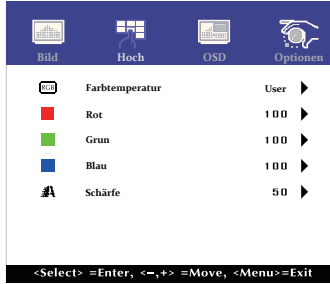 Bild Hoch OSD Optionen
RGB Farbtemperatur User
Rot 100
Grun 100
Blau 100
Schärfe 50
<Select> =Enter, <−,+> =Move, <Menu>=Exit